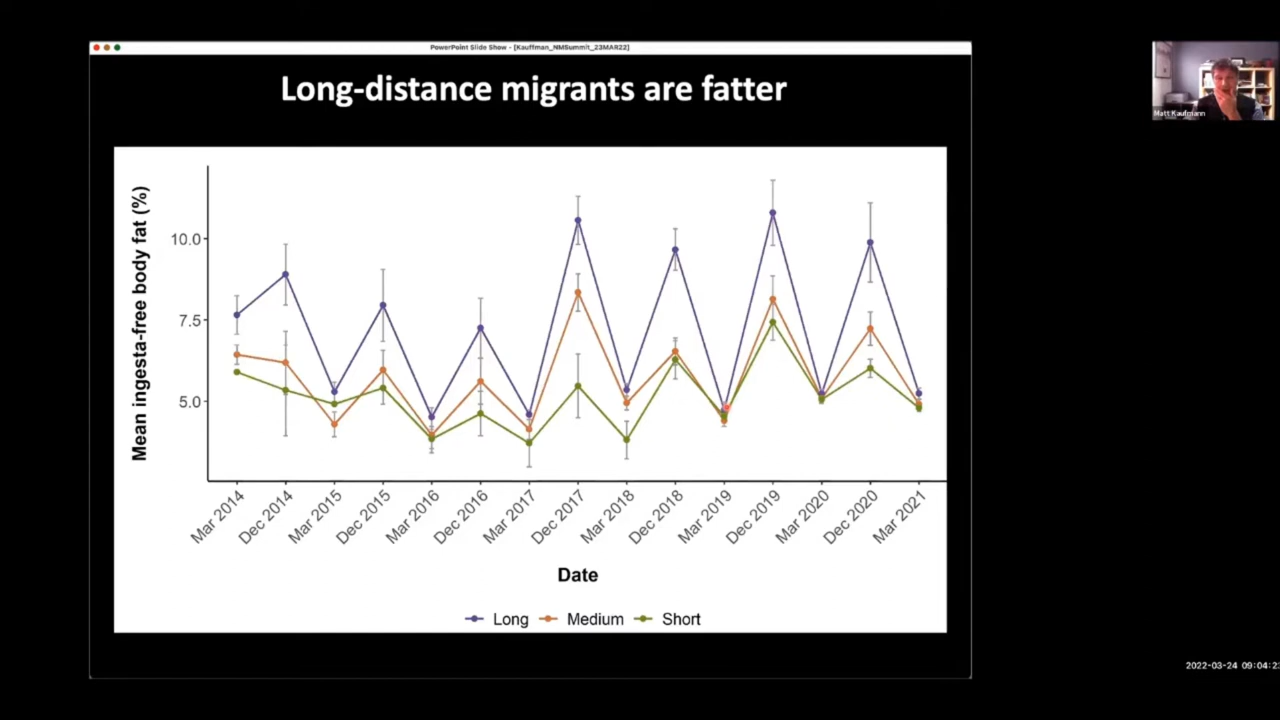 PowerPoint Slide Show - [Kauffman_NMSummit_23MAR22]
Long-distance migrants are fatter
Matt Kaufmann
Mean ingesta-free body fat (%)
10.0
7.5
5.0
Mar 2014
Dec 2014
Mar 2015
Dec 2015
Mar 2016
Dec 2016
Mar 2017
Dec 2017
Mar 2018
Dec 2018
Mar 2019
Dec 2019
Mar 2020
Dec 2020
Mar 2021
Date
Long Medium Short
2022-03-24 09:04:2